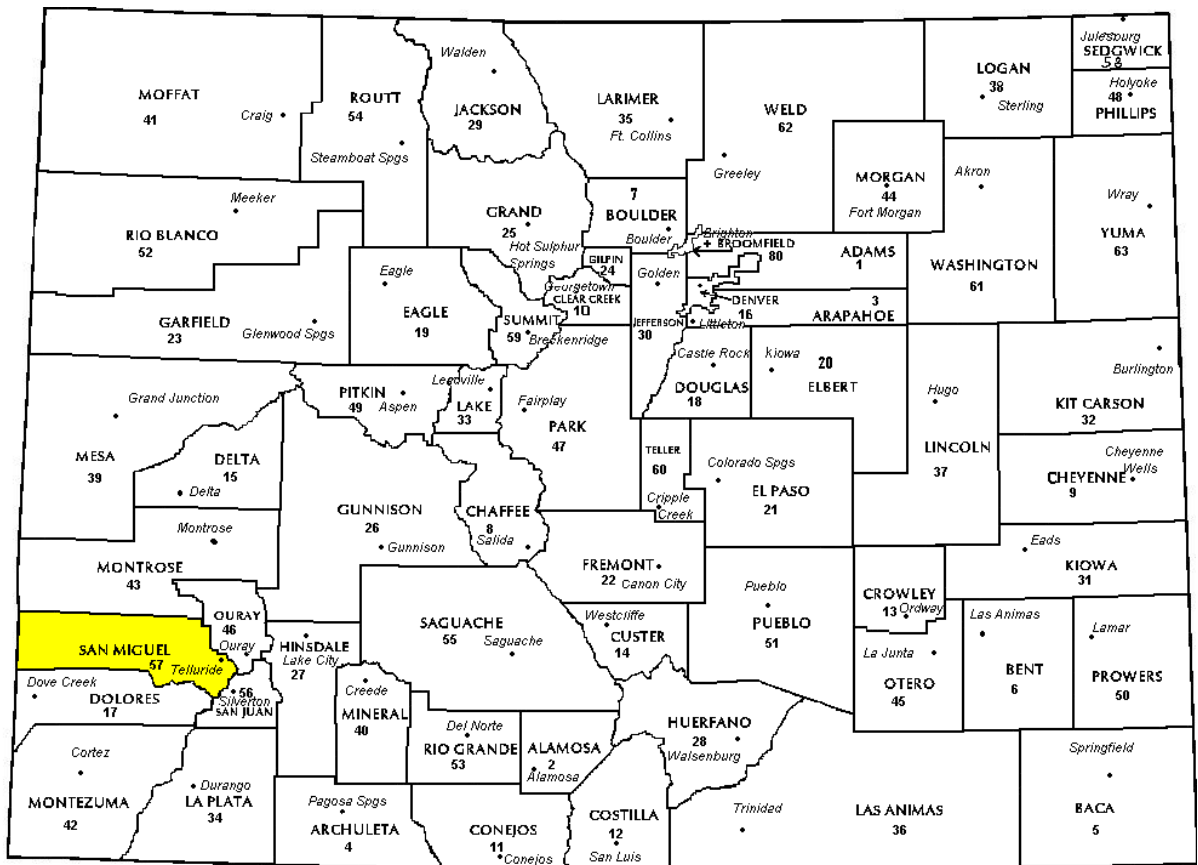 MOFFAT
41
Craig
ROUTT
54
Steamboat Spgs
Walden
JACKSON
29
LARIMER
35
Ft. Collins
WELD
62
Greeley
LOGAN
38
Sterling
Julesburg
SEDGWICK
58
Holyoke
48
PHILLIPS
MORGAN
44
Fort Morgan
Akron
WASHINGTON
61
Wray
YUMA
63
Meeker
RIO BLANCO
52
GRAND
25
Hot Sulphur
Springs
7
BOULDER
Boulder
Brighton
+ BROOMFIELD
80
ADAMS
1
GILPIN
24
Golden
Georgetown
CLEAR CREEK
10
DENVER
16
3
ARAPAHOE
Littleton
JEFFERSON
30
Eagle
EAGLE
19
SUMMIT
59
Breckenridge
GARFIELD
23
Glenwood Spgs
Castle Rock
DOUGLAS
18
Kiowa
20
ELBERT
Hugo
LINCOLN
37
Burlington
KIT CARSON
32
Grand Junction
MESA
39
PITKIN
49
Aspen
Leadville
LAKE
33
Fairplay
PARK
47
DELTA
15
Delta
TELLER
60
Cripple
Creek
Colorado Spgs
EL PASO
21
Cheyenne
Wells
CHEYENNE
9
GUNNISON
26
Gunnison
CHAFFEE
8
Salida
Montrose
MONTROSE
43
FREMONT
22
Canon City
Eads
KIOWA
31
OURAY
46
Ouray
SAN MIGUEL
57
Telluride
HINSDALE
Lake City
27
SAGUACHE
55
Saguache
Westcliffe
CUSTER
14
Pueblo
PUEBLO
51
CROWLEY
13
Ordway
Las Animas
BENT
6
Lamar
PROWERS
50
La Junta
OTERO
45
Dove Creek
DOLORES
17
56
Silverton
SAN JUAN
Creede
MINERAL
40
Del Norte
RIO GRANDE
53
ALAMOSA
2
Alamosa
HUERFANO
28
Walsenburg
Cortez
MONTEZUMA
42
Durango
LA PLATA
34
Pagosa Spgs
ARCHULETA
4
CONEJOS
11
Conejos
COSTILLA
12
San Luis
Trinidad
LAS ANIMAS
36
Springfield
BACA
5